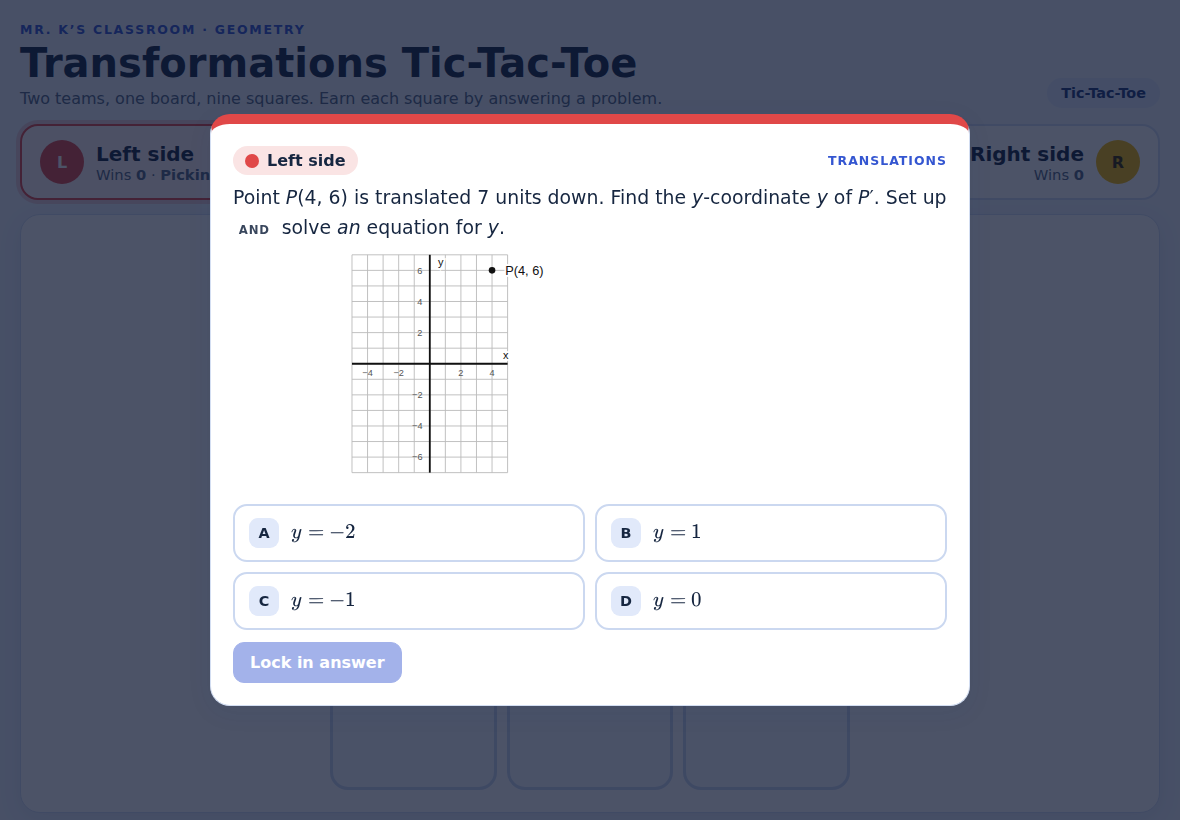 MR. K'S CLASSROOM · GEOMETRY
Transformations Tic-Tac-Toe
Two teams, one board, nine squares. Earn each square by answering a problem.
Tic-Tac-Toe
L
Left side
Wins 0 · Pickin
Right side
Wins 0
R
Left side
TRANSLATIONS
Point P(4, 6) is translated 7 units down. Find the y-coordinate y of P′. Set up
AND solve an equation for y.
y
6
P(4, 6)
4
2
x
−4
−2
2
4
−2
−4
−6
A y = −2
B y = 1
C y = −1
D y = 0
Lock in answer